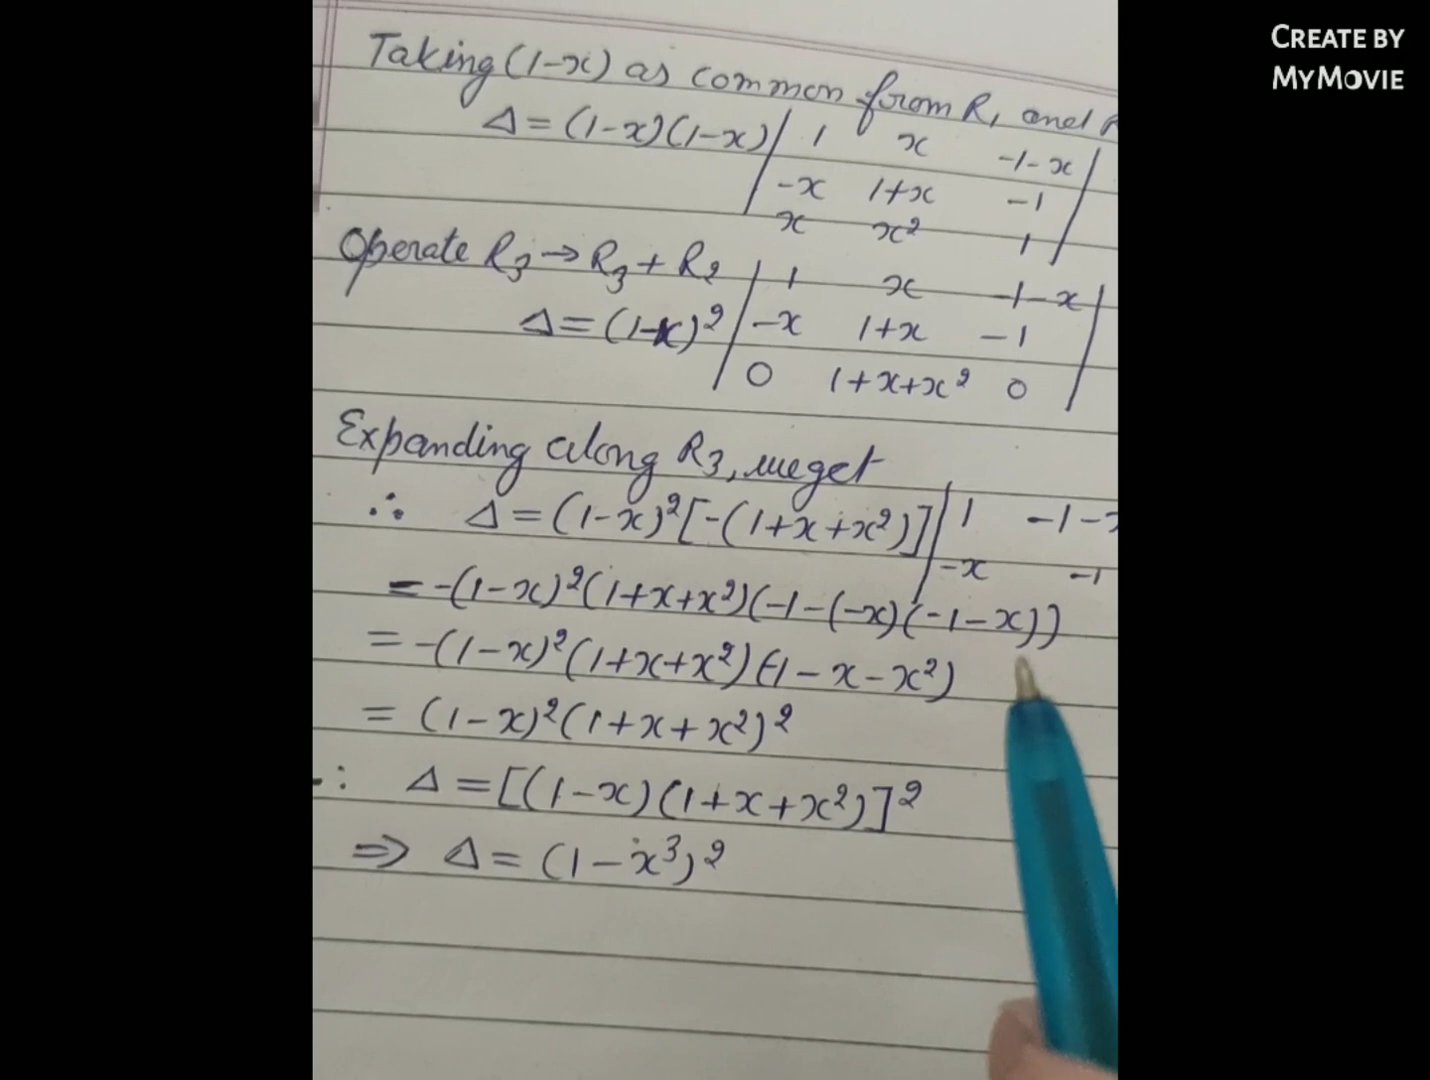 CREATE BY
MYMOVIE
Taking (1-x) as common from R₁ and
Δ = (1-x)(1-x) | 1 x -1-x |
| -x 1+x -1 |
| x x² 1 |
Operate R₃ → R₃ + R₂
| 1 x -1-x |
Δ = (1-x)² | -x 1+x -1 |
| 0 1+x+x² 0 |
Expanding along R₃, we get
∴ Δ = (1-x)² [-(1+x+x²)] | 1 -1-
| -x -1
= -(1-x)² (1+x+x²)(-1-(-x)(-1-x))
= -(1-x)² (1+x+x²)(-1-x-x²)
= (1-x)² (1+x+x²)²
∴ Δ = [(1-x)(1+x+x²)]²
⇒ Δ = (1-x³)²